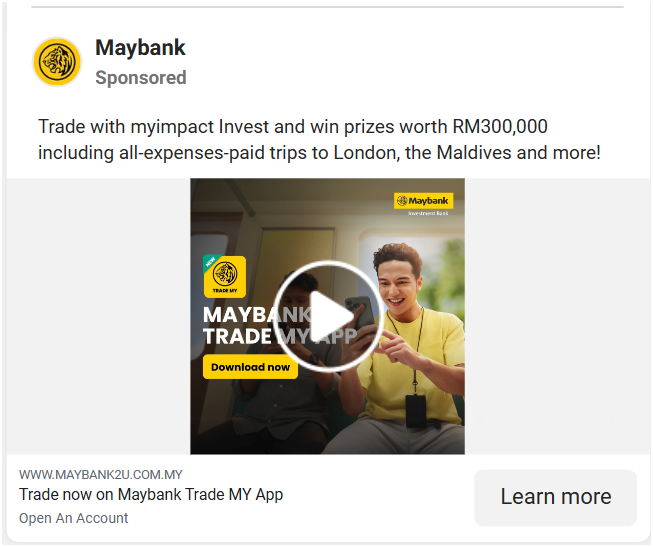 Maybank
Sponsored
Trade with myimpact Invest and win prizes worth RM300,000
including all-expenses-paid trips to London, the Maldives and more!
Maybank
Investment Bank
NEW
TRADE MY
MAYBANK
TRADE MY APP
Download now
WWW.MAYBANK2U.COM.MY
Trade now on Maybank Trade MY App
Open An Account
Learn more